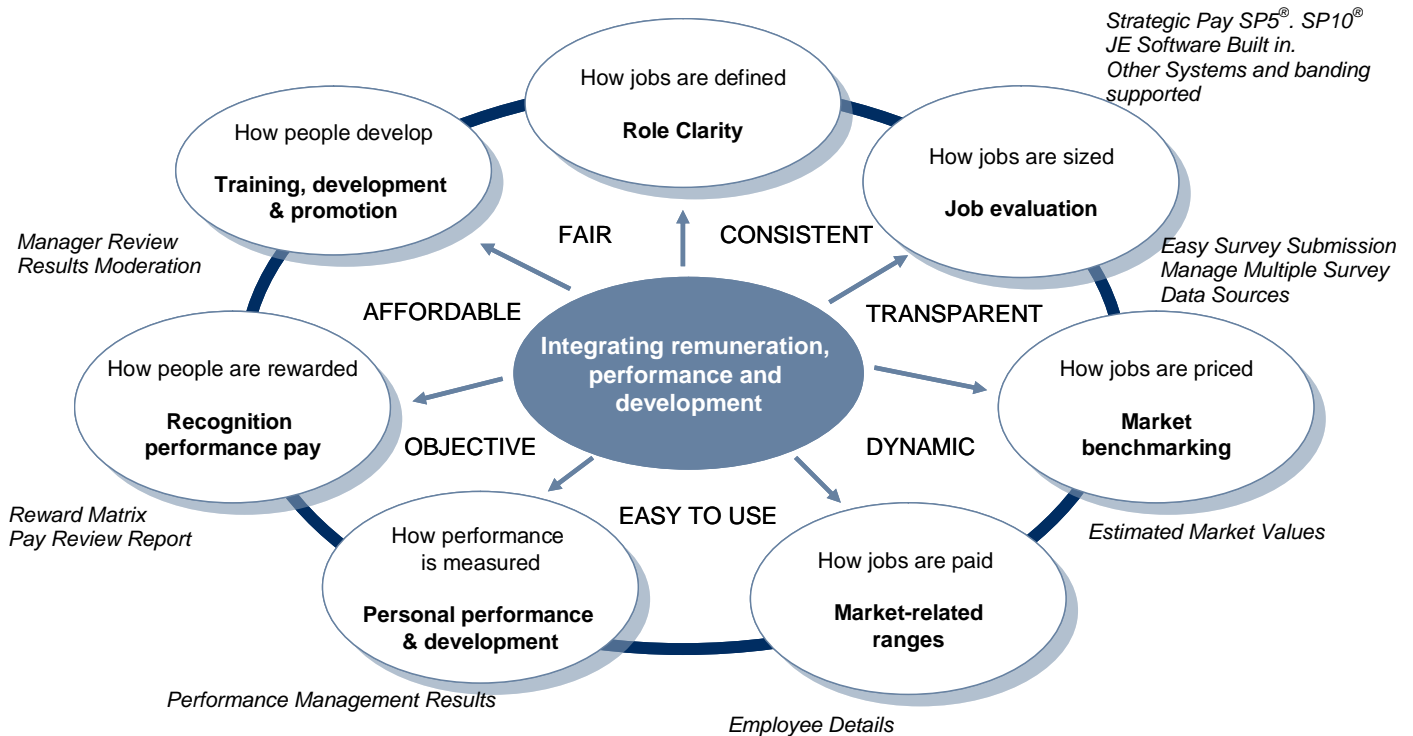 Strategic Pay SP5®. SP10®
JE Software Built in.
Other Systems and banding
supported
How jobs are defined
Role Clarity
How people develop
Training, development
& promotion
How jobs are sized
Job evaluation
Manager Review
Results Moderation
FAIR
CONSISTENT
Easy Survey Submission
Manage Multiple Survey
Data Sources
AFFORDABLE
TRANSPARENT
Integrating remuneration,
performance and
development
How people are rewarded
Recognition
performance pay
How jobs are priced
Market
benchmarking
OBJECTIVE
DYNAMIC
Reward Matrix
Pay Review Report
EASY TO USE
Estimated Market Values
How performance
is measured
Personal performance
& development
How jobs are paid
Market-related
ranges
Performance Management Results
Employee Details